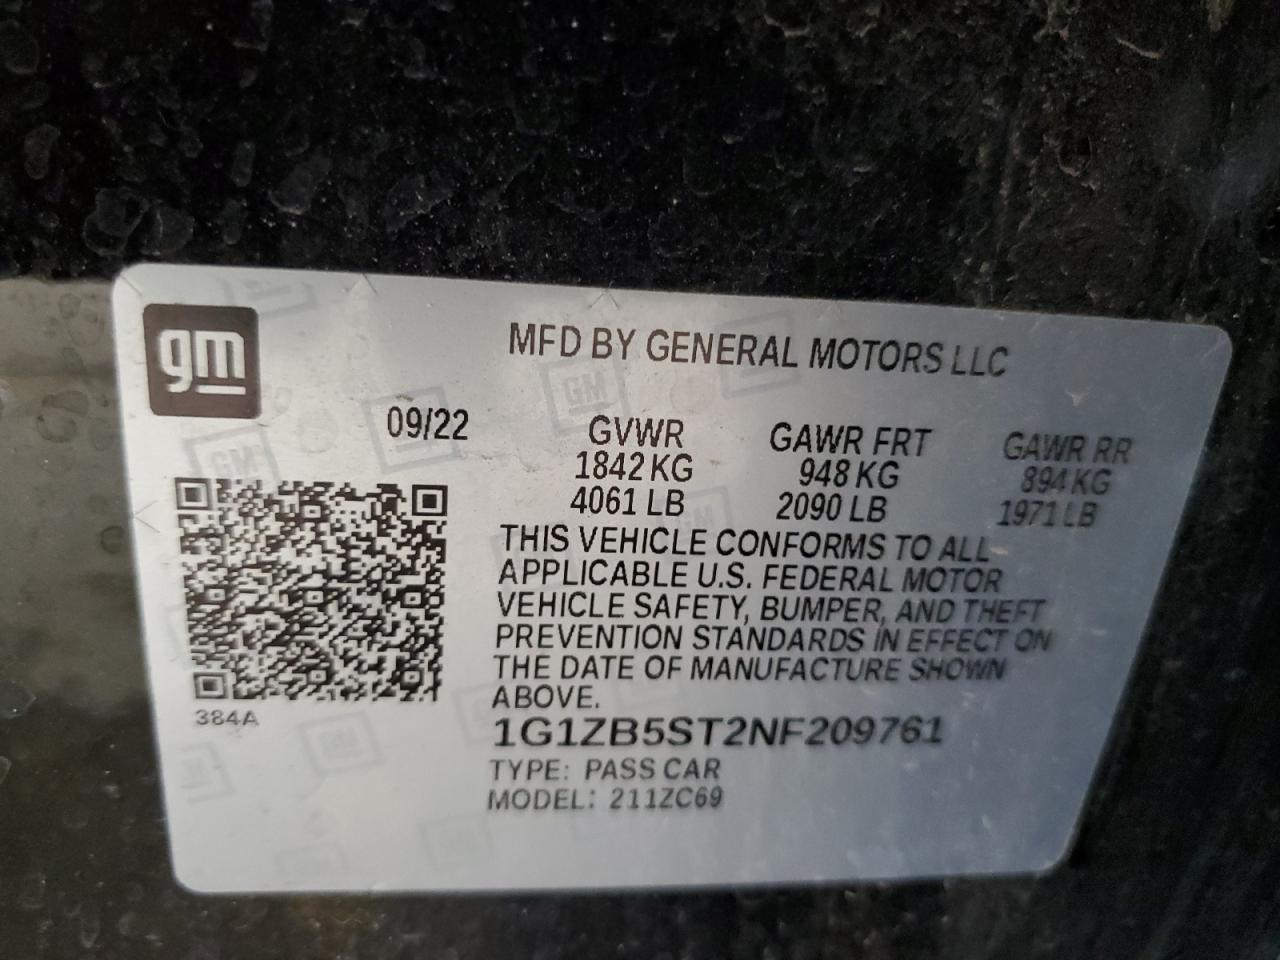 gm
MFD BY GENERAL MOTORS LLC
09/22 GVWR GAWR FRT GAWR RR
1842 KG 948 KG 894 KG
4061 LB 2090 LB 1971 LB
THIS VEHICLE CONFORMS TO ALL
APPLICABLE U.S. FEDERAL MOTOR
VEHICLE SAFETY, BUMPER, AND THEFT
PREVENTION STANDARDS IN EFFECT ON
THE DATE OF MANUFACTURE SHOWN
ABOVE.
384A
1G1ZB5ST2NF209761
TYPE: PASS CAR
MODEL: 211ZC69